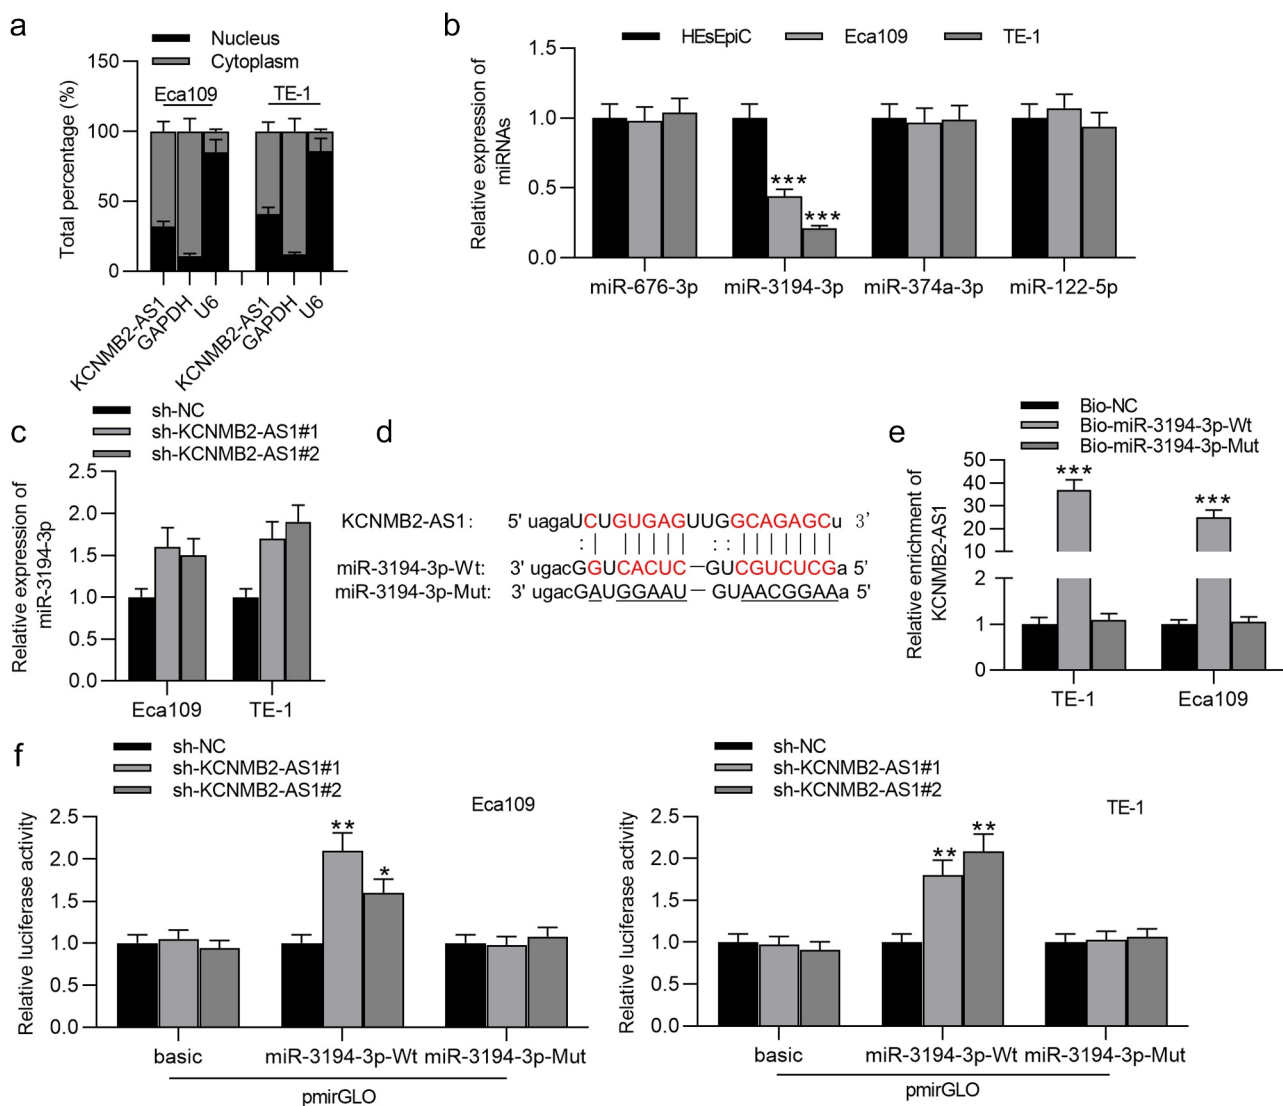 a
Nucleus
Cytoplasm
Total percentage (%)
150
100
50
0
Eca109
TE-1
KCNMB2-AS1
GAPDH
U6
KCNMB2-AS1
GAPDH
U6
b
HEsEpiC
Eca109
TE-1
Relative expression of
miRNAs
1.5
1.0
0.5
0.0
***
***
miR-676-3p
miR-3194-3p
miR-374a-3p
miR-122-5p
c
sh-NC
sh-KCNMB2-AS1#1
sh-KCNMB2-AS1#2
Relative expression of
miR-3194-3p
2.5
2.0
1.5
1.0
0.5
0.0
Eca109
TE-1
d
KCNMB2-AS1: 5' uagaUCUGUGAGUUGGCAGAGCu 3'
: | | | | | | : : | | | | | | |
miR-3194-3p-Wt: 3' ugacGGUCACUC—GUCGUCUCGa 5'
miR-3194-3p-Mut: 3' ugacGAUGGAAU— GUAACGGAAa 5'
e
Bio-NC
Bio-miR-3194-3p-Wt
Bio-miR-3194-3p-Mut
Relative enrichment of
KCNMB2-AS1
50
40
30
20
10
2
1
0
***
***
TE-1
Eca109
f
sh-NC
sh-KCNMB2-AS1#1
sh-KCNMB2-AS1#2
Eca109
Relative luciferase activity
2.5
2.0
1.5
1.0
0.5
0.0
**
*
basic
miR-3194-3p-Wt
miR-3194-3p-Mut
pmirGLO
sh-NC
sh-KCNMB2-AS1#1
sh-KCNMB2-AS1#2
TE-1
Relative luciferase activity
2.5
2.0
1.5
1.0
0.5
0.0
**
**
basic
miR-3194-3p-Wt
miR-3194-3p-Mut
pmirGLO